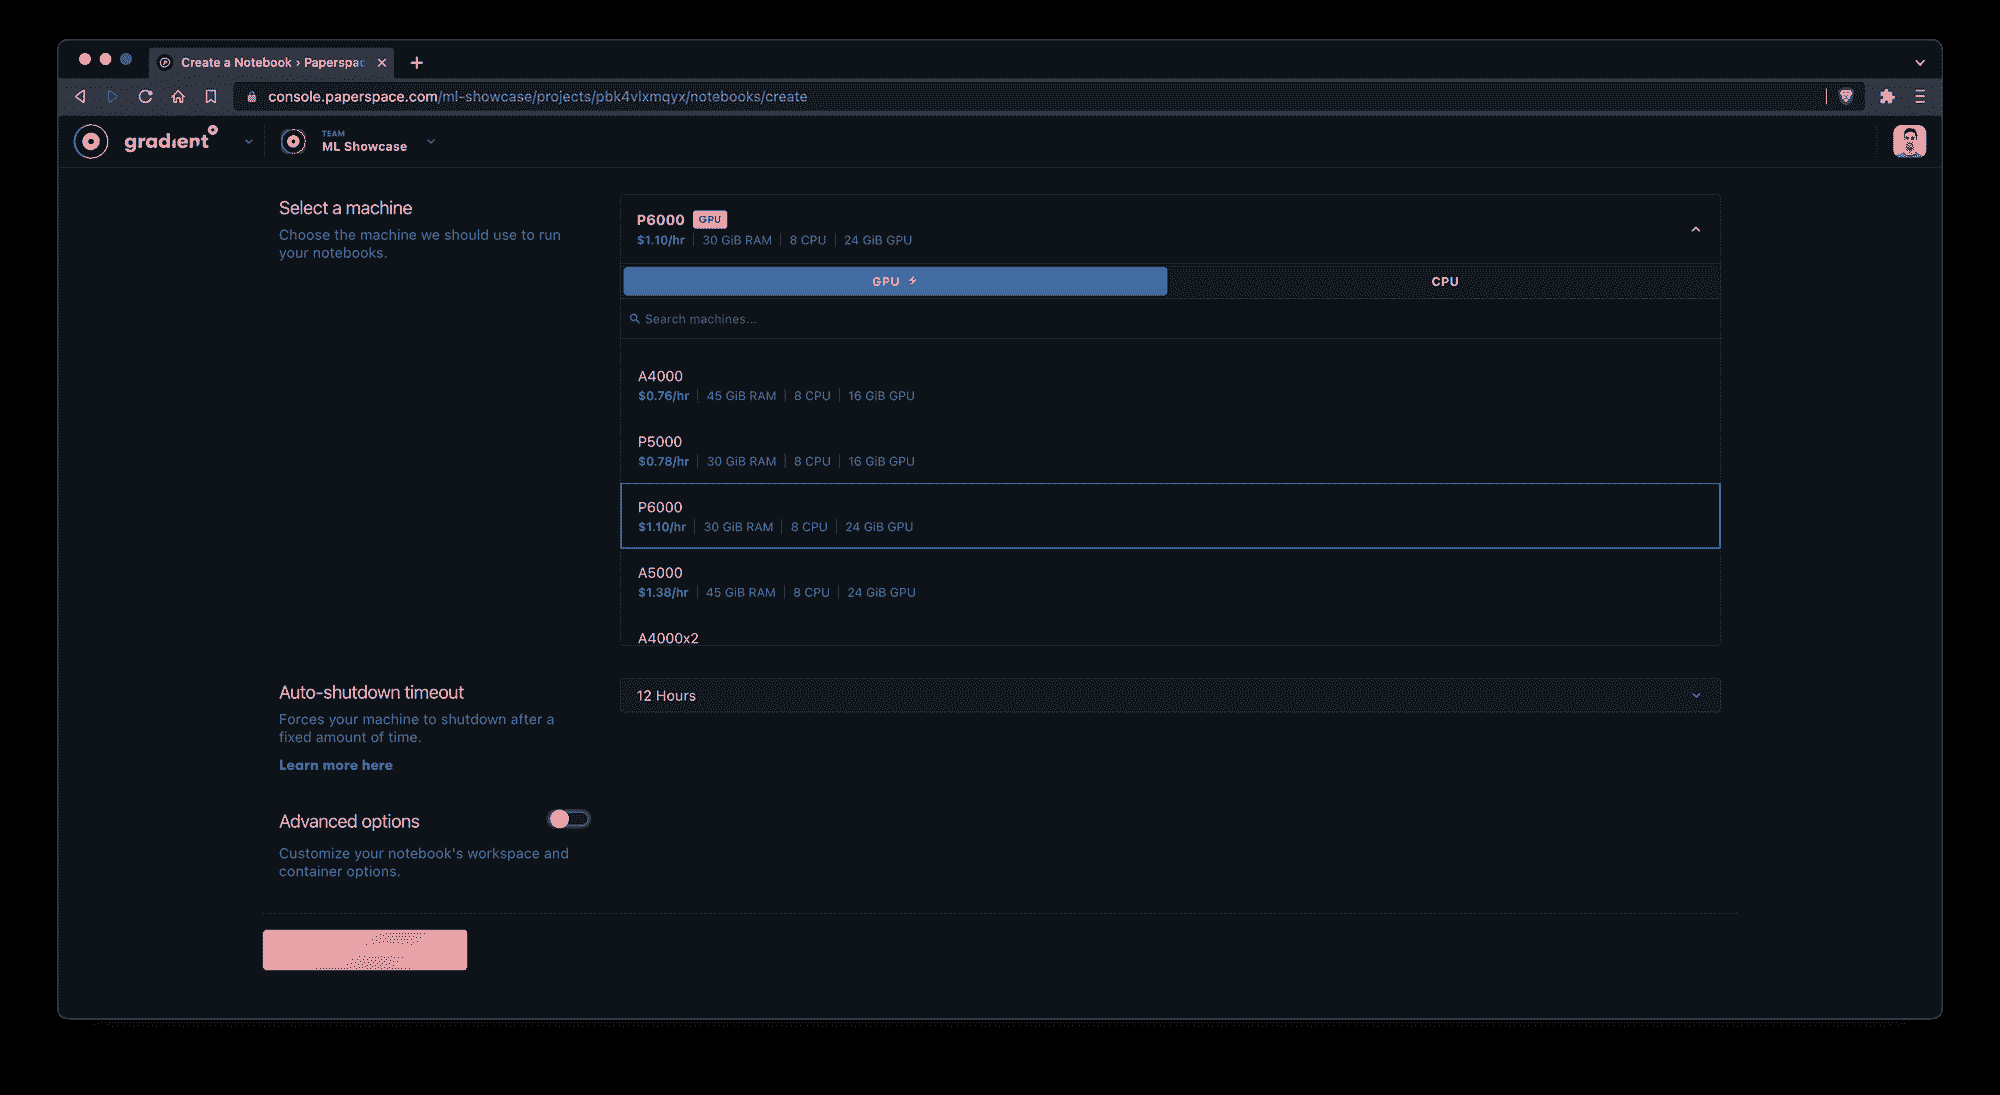 Create a Notebook › Paperspac
console.paperspace.com/ml-showcase/projects/pbk4vlxmqyx/notebooks/create
gradient
TEAM
ML Showcase
Select a machine
Choose the machine we should use to run
your notebooks.
P6000 GPU
$1.10/hr 30 GiB RAM 8 CPU 24 GiB GPU
GPU CPU
Search machines...
A4000
$0.76/hr 45 GiB RAM 8 CPU 16 GiB GPU
P5000
$0.78/hr 30 GiB RAM 8 CPU 16 GiB GPU
P6000
$1.10/hr 30 GiB RAM 8 CPU 24 GiB GPU
A5000
$1.38/hr 45 GiB RAM 8 CPU 24 GiB GPU
A4000x2
Auto-shutdown timeout
Forces your machine to shutdown after a
fixed amount of time.
Learn more here
12 Hours
Advanced options
Customize your notebook's workspace and
container options.